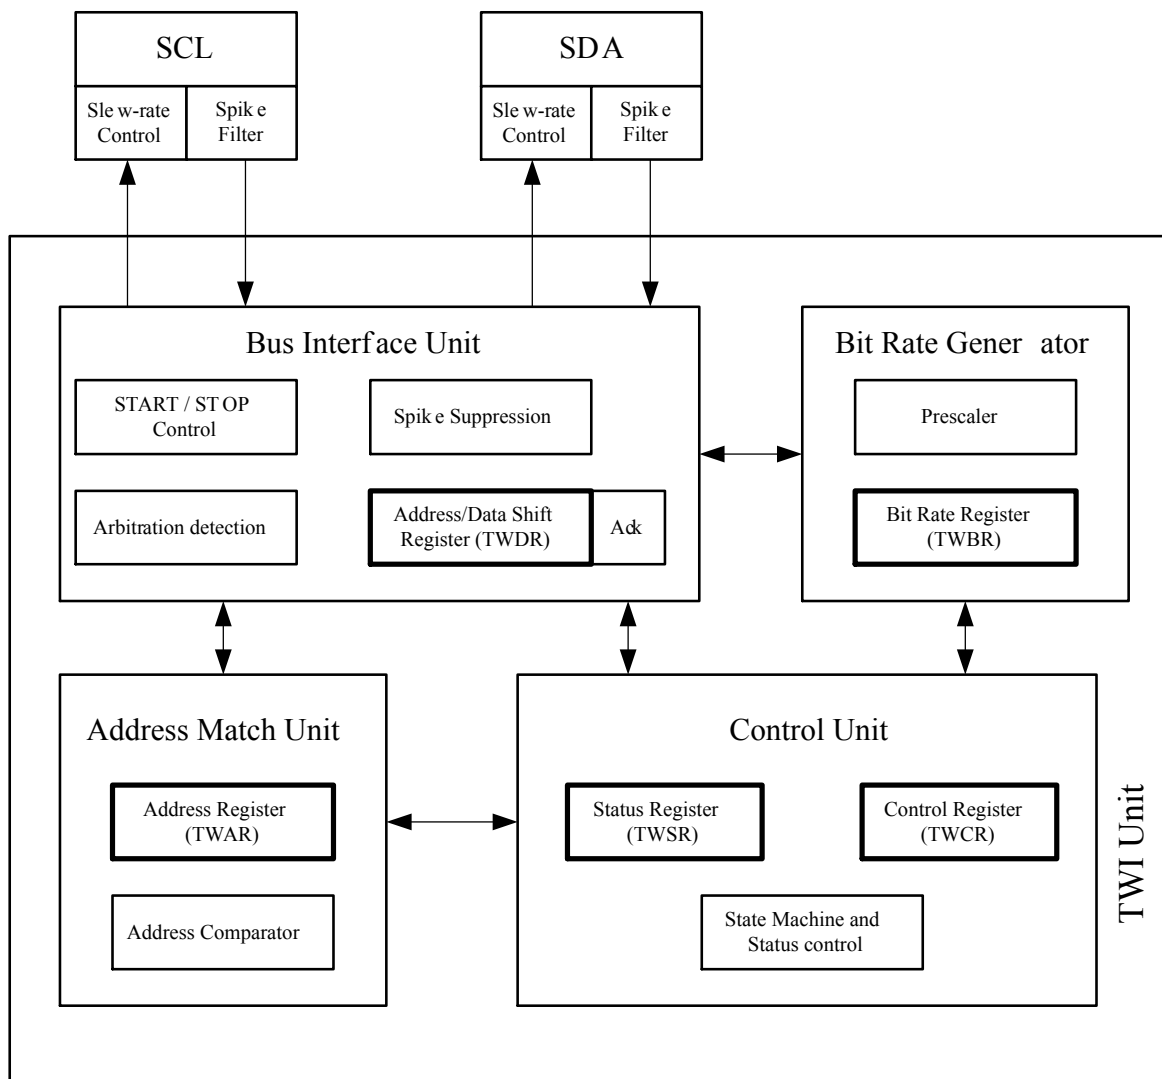 SCL
SDA
Slew-rate
Control
Spike
Filter
Slew-rate
Control
Spike
Filter
Bus Interface Unit
START / STOP
Control
Spike Suppression
Arbitration detection
Address/Data Shift
Register (TWDR)
Ack
Bit Rate Generator
Prescaler
Bit Rate Register
(TWBR)
Address Match Unit
Address Register
(TWAR)
Address Comparator
Control Unit
Status Register
(TWSR)
Control Register
(TWCR)
State Machine and
Status control
TWI Unit